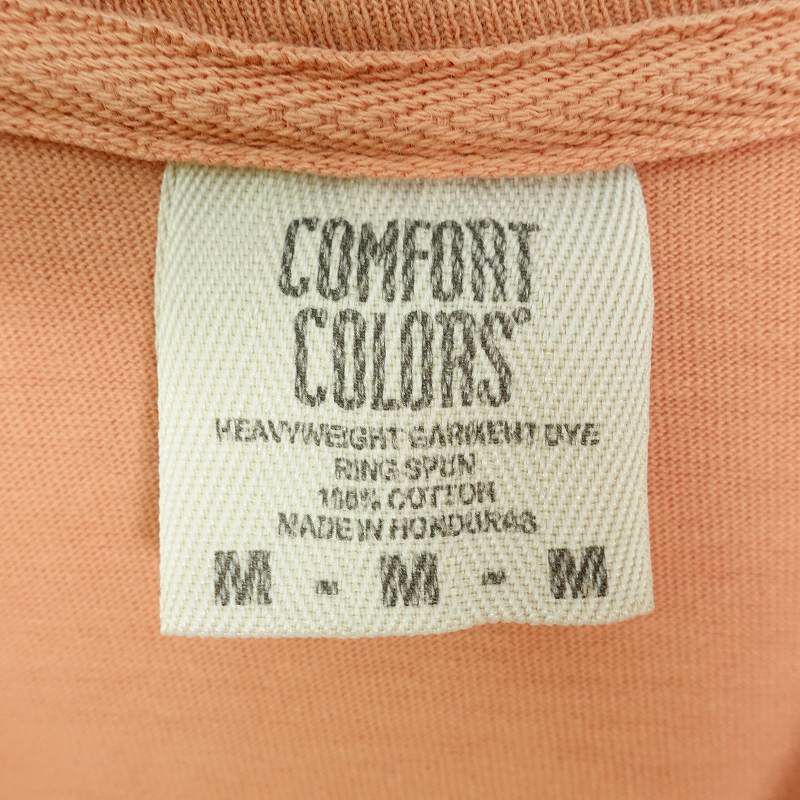 COMFORT
COLORS®
HEAVYWEIGHT GARMENT DYE
RING SPUN
100% COTTON
MADE IN HONDURAS
M - M - M